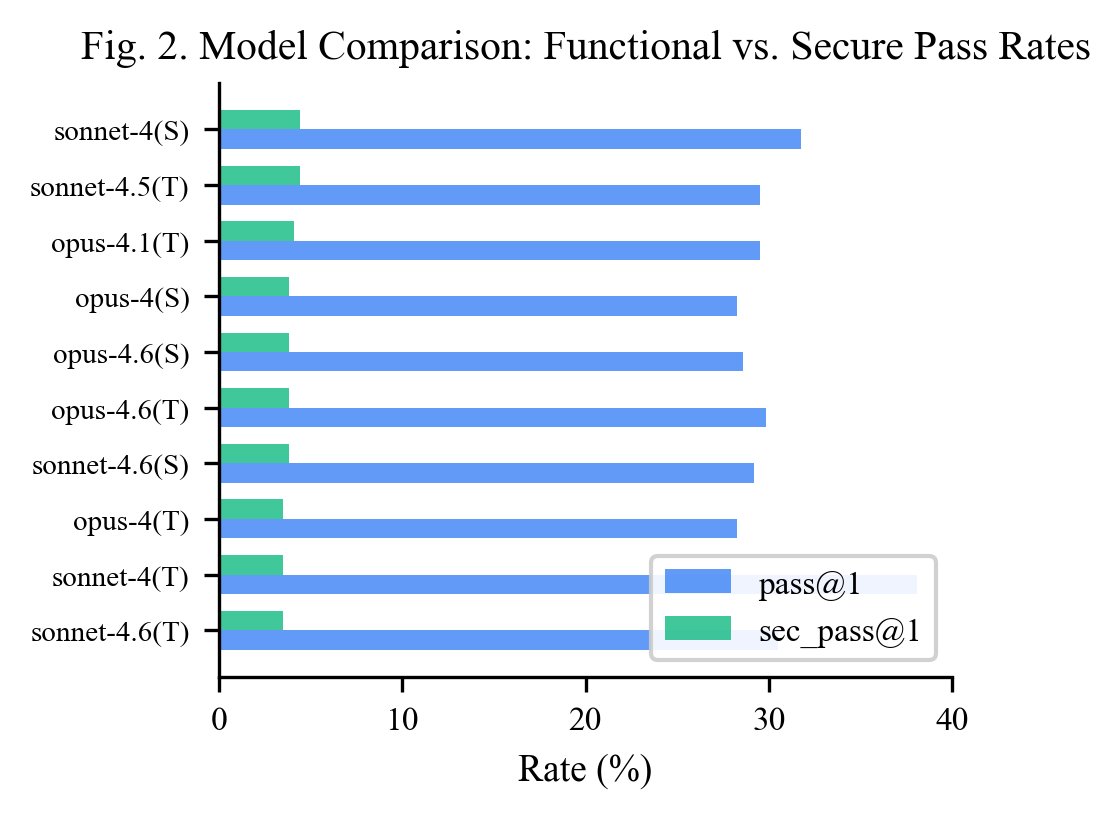 Fig. 2. Model Comparison: Functional vs. Secure Pass Rates
sonnet-4(S)
sonnet-4.5(T)
opus-4.1(T)
opus-4(S)
opus-4.6(S)
opus-4.6(T)
sonnet-4.6(S)
opus-4(T)
sonnet-4(T)
sonnet-4.6(T)
pass@1
sec_pass@1
0 10 20 30 40
Rate (%)